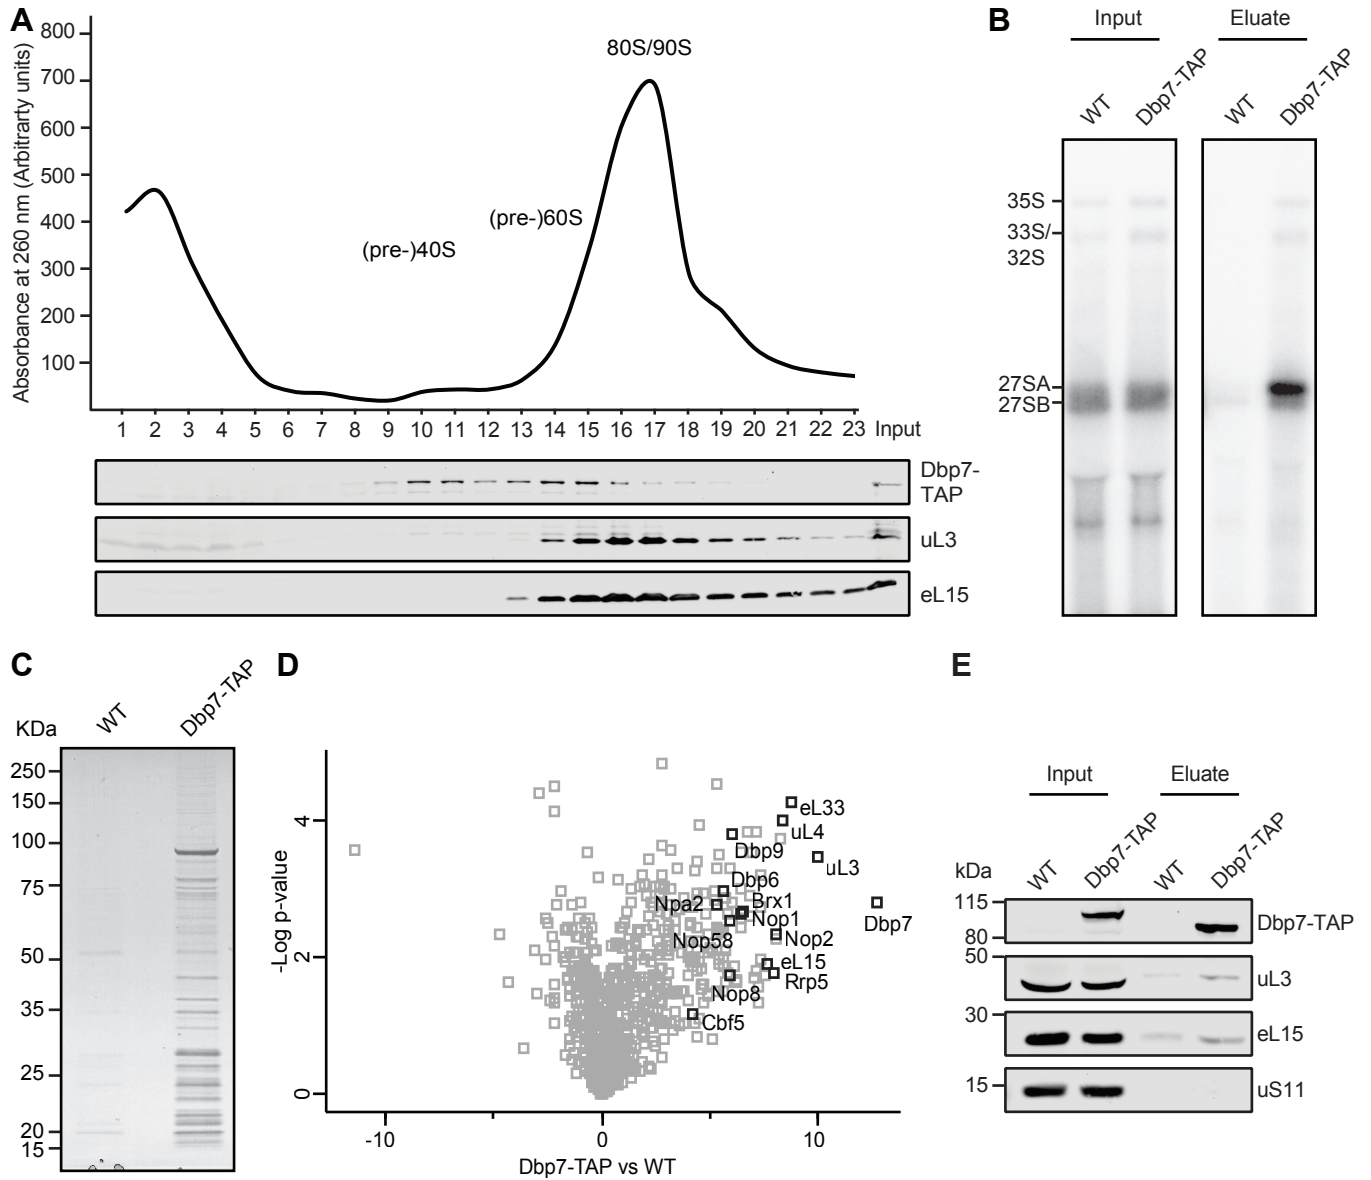 A
Absorbance at 260 nm (Arbitrarty units)
800
700
600
500
400
300
200
100
80S/90S
(pre-)60S
(pre-)40S
1 2 3 4 5 6 7 8 9 10 11 12 13 14 15 16 17 18 19 20 21 22 23 Input
Dbp7-
TAP
uL3
eL15
B
Input Eluate
WT Dbp7-TAP WT Dbp7-TAP
35S
33S/
32S
27SA
27SB
C
WT Dbp7-TAP
KDa
250
150
100
75
50
35
25
20
15
D
-Log p-value
4
2
0
-10 0 10
Dbp7-TAP vs WT
eL33
uL4
Dbp9
uL3
Dbp6
Npa2
Brx1
Nop1
Dbp7
Nop58
Nop2
eL15
Rrp5
Nop8
Cbf5
E
Input Eluate
WT Dbp7-TAP WT Dbp7-TAP
kDa
115
80
50
30
15
Dbp7-TAP
uL3
eL15
uS11